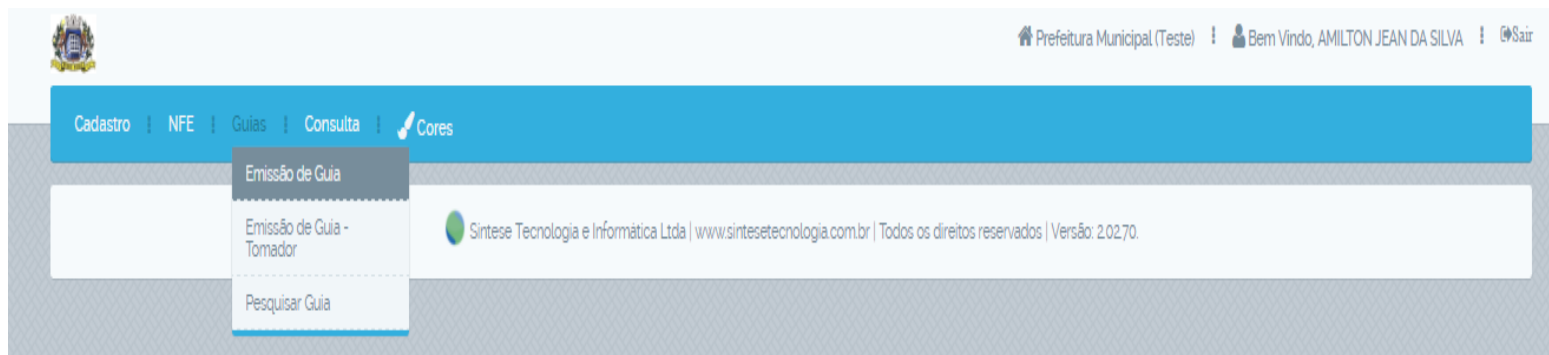 Prefeitura Municipal (Teste) Bem Vindo, AMILTON JEAN DA SILVA Sair
Cadastro NFE Guias Consulta Cores
Emissão de Guia
Emissão de Guia -
Tomador
Pesquisar Guia
Sintese Tecnologia e Informática Ltda | www.sintesetecnologia.com.br | Todos os direitos reservados | Versão: 2.02.70.